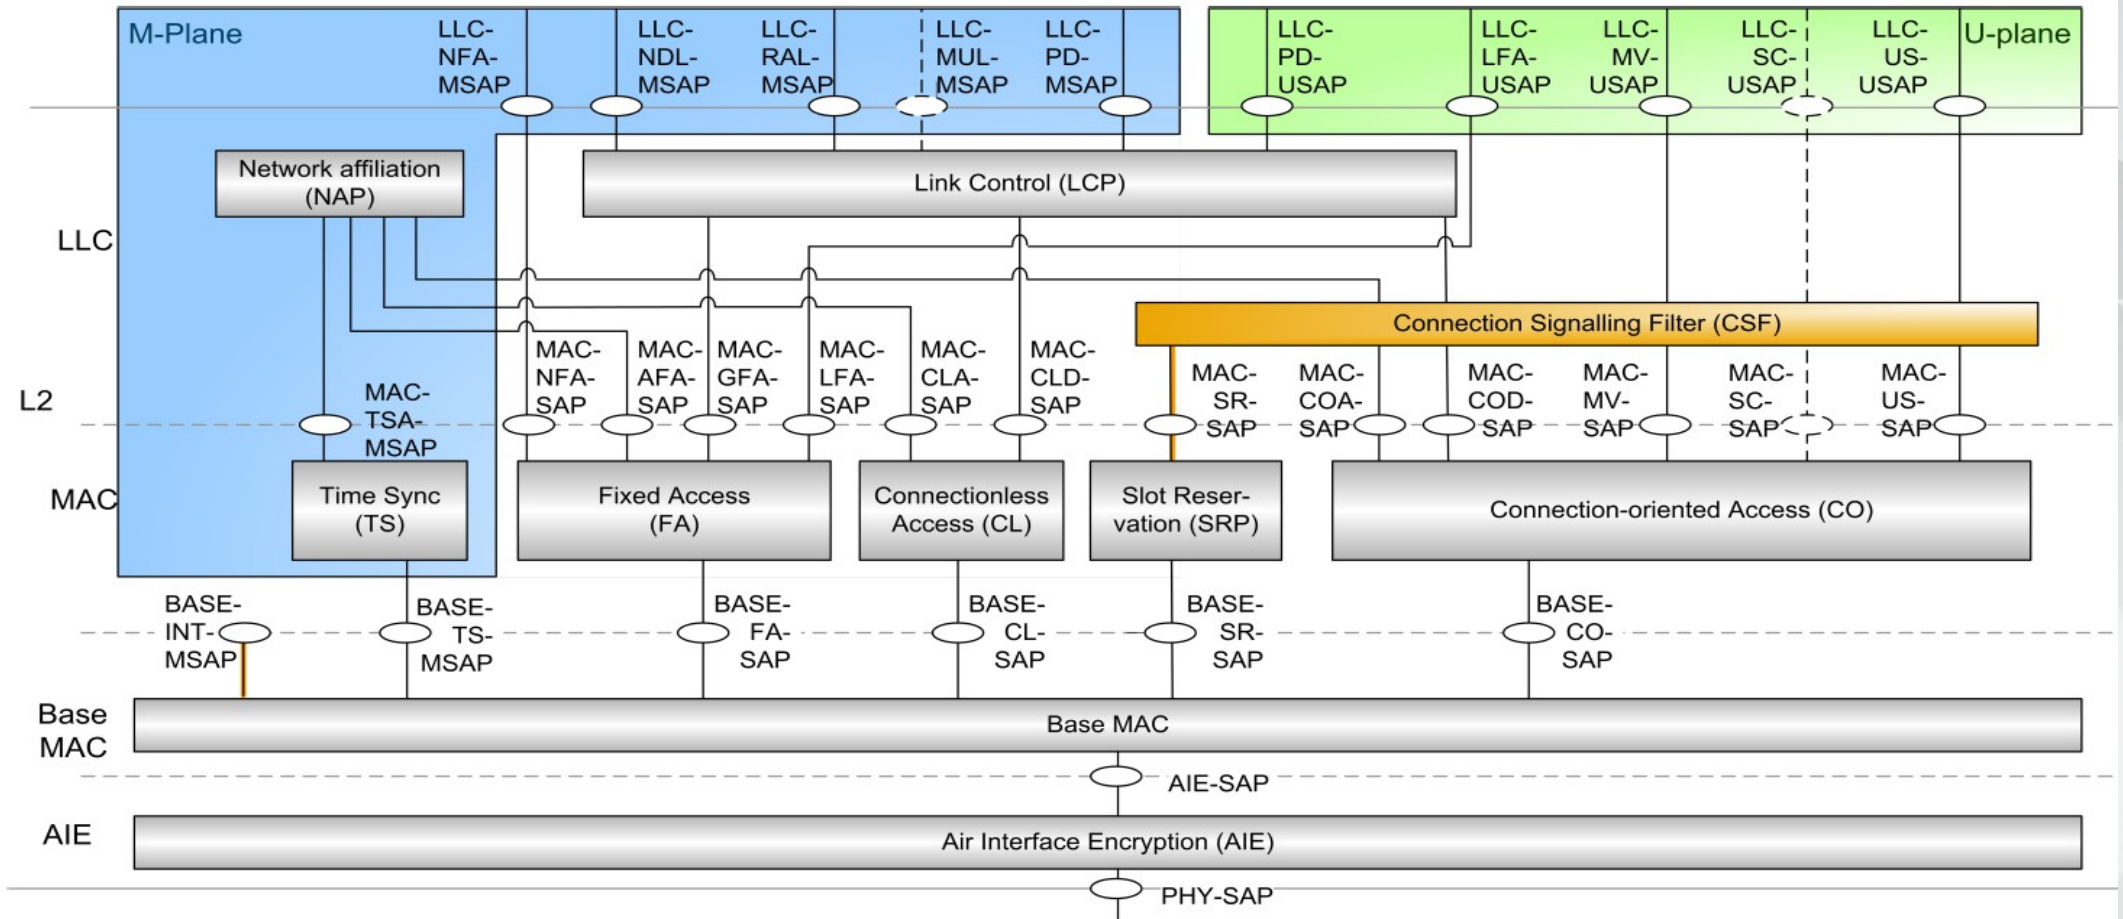 M-Plane
LLC-
NFA-
MSAP
LLC-
NDL-
MSAP
LLC-
RAL-
MSAP
LLC-
MUL-
MSAP
LLC-
PD-
MSAP
LLC-
PD-
USAP
LLC-
LFA-
USAP
LLC-
MV-
USAP
LLC-
SC-
USAP
LLC-
US-
USAP
U-plane
Network affiliation
(NAP)
Link Control (LCP)
LLC
Connection Signalling Filter (CSF)
L2
MAC-
TSA-
MSAP
MAC-
NFA-
SAP
MAC-
AFA-
SAP
MAC-
GFA-
SAP
MAC-
LFA-
SAP
MAC-
CLA-
SAP
MAC-
CLD-
SAP
MAC-
SR-
SAP
MAC-
COA-
SAP
MAC-
COD-
SAP
MAC-
MV-
SAP
MAC-
SC-
SAP
MAC-
US-
SAP
MAC
Time Sync
(TS)
Fixed Access
(FA)
Connectionless
Access (CL)
Slot Reser-
vation (SRP)
Connection-oriented Access (CO)
BASE-
INT-
MSAP
BASE-
TS-
MSAP
BASE-
FA-
SAP
BASE-
CL-
SAP
BASE-
SR-
SAP
BASE-
CO-
SAP
Base
MAC
Base MAC
AIE-SAP
AIE
Air Interface Encryption (AIE)
PHY-SAP